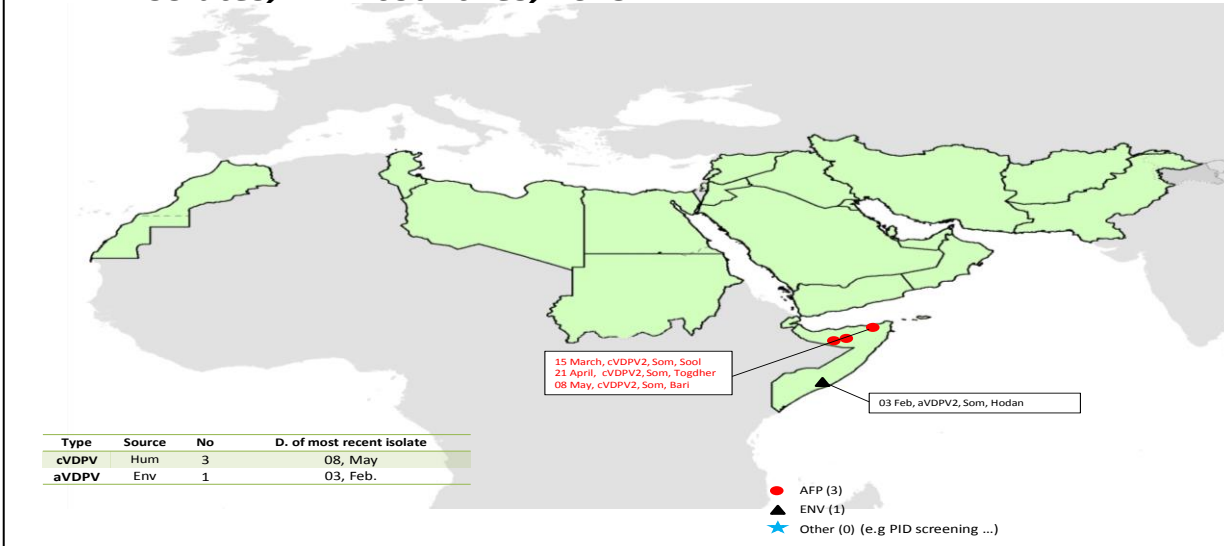 15 March, cVDPV2, Som, Sool
21 April, cVDPV2, Som, Togdher
08 May, cVDPV2, Som, Bari
03 Feb, aVDPV2, Som, Hodan
Type Source No D. of most recent isolate
cVDPV Hum 3 08, May
aVDPV Env 1 03, Feb.
AFP (3)
ENV (1)
Other (0) (e.g PID screening ...)